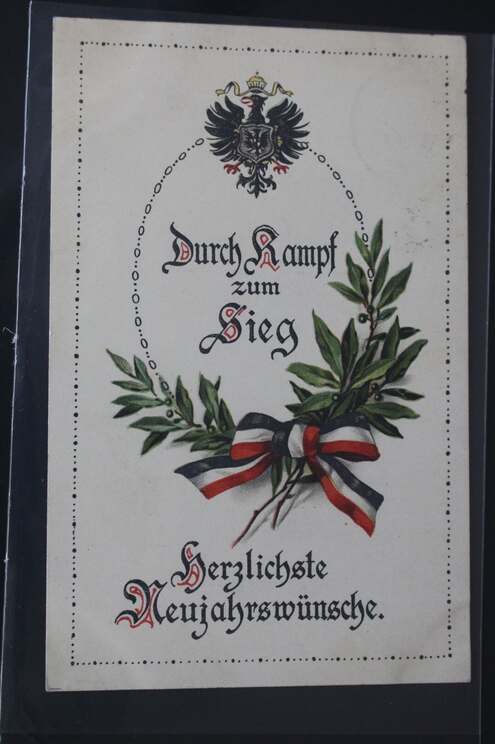 Durch Kampf
zum
Sieg
Herzlichste
Neujahrswünsche.